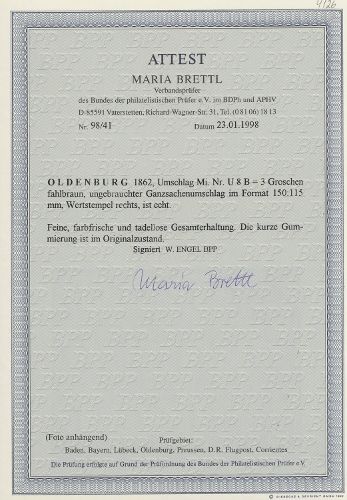 4126
ATTEST
MARIA BRETTL
Verbandsprüfer
des Bundes der philatelistischen Prüfer e.V. im BDPh und APHV
D-85591 Vaterstetten, Richard-Wagner-Str. 31, Tel. (08106) 1813
Nr. 98/41 Datum 23.01.1998
OLDENBURG 1862, Umschlag Mi. Nr. U 8 B = 3 Groschen
fahlbraun, ungebrauchter Ganzsachenumschlag im Format 150:115
mm, Wertstempel rechts, ist echt.
Feine, farbfrische und tadellose Gesamterhaltung. Die kurze Gum-
mierung ist im Originalzustand.
Signiert: W. ENGEL BPP
Maria Brettl
(Foto anhängend)
Prüfgebiet:
Baden, Bayern, Lübeck, Oldenburg, Preussen, D.R. Flugpost, Corrientes
Die Prüfung erfolgte auf Grund der Prüfordnung des Bundes der Philatelistischen Prüfer e.V.